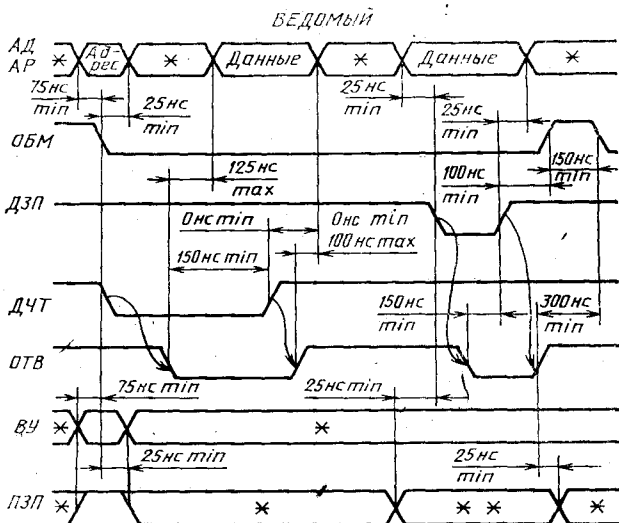 ВЕДОМЫЙ
АД
АР
* Ад-
рес * Данные * Данные *
75нс
min
25нс
min
25нс
min
25нс
min
ОБМ
125нс
max
100нс
min
150нс
min
ДЗП
0нс min
0нс min
150нс min
100нс max
ДЧТ
150нс
min
300нс
min
ОТВ
75нс min
25нс min
ВУ * *
25нс min
25нс
min
ПЗП * * * * *